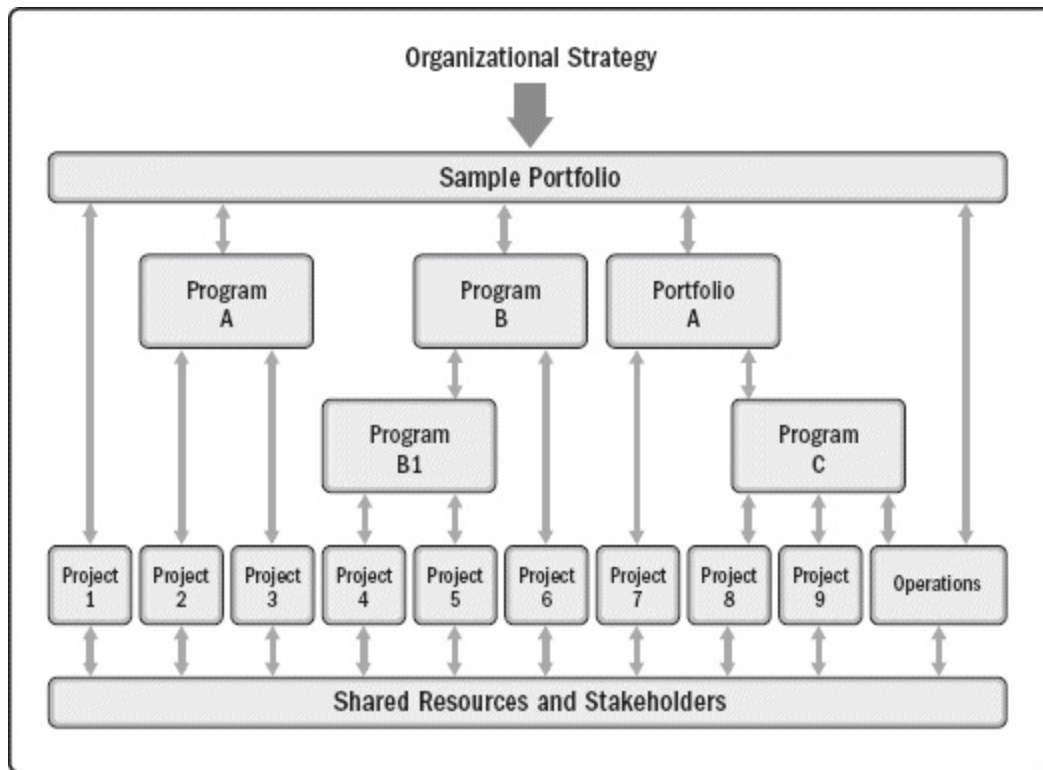 Organizational Strategy
Sample Portfolio
Program
A
Program
B
Portfolio
A
Program
B1
Program
C
Project
1
Project
2
Project
3
Project
4
Project
5
Project
6
Project
7
Project
8
Project
9
Operations
Shared Resources and Stakeholders